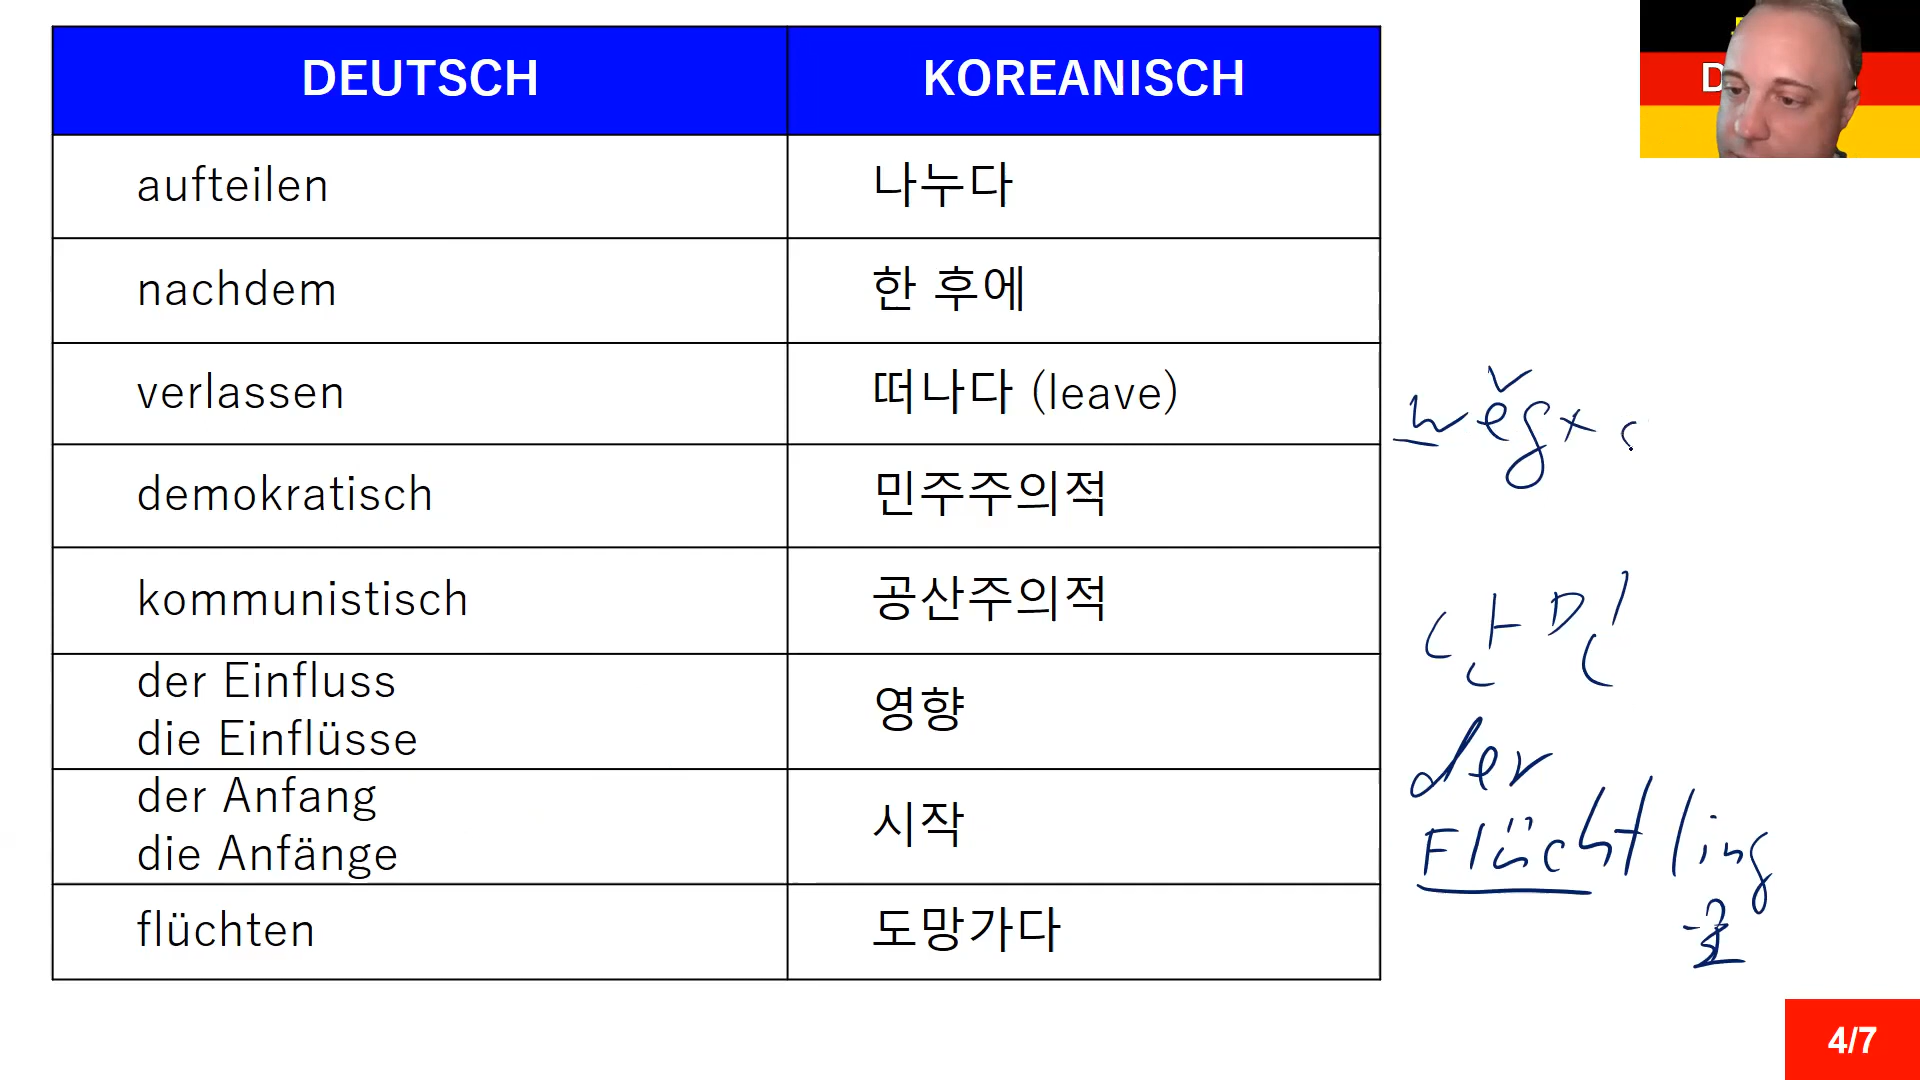 DEUTSCH KOREANISCH
aufteilen 나누다
nachdem 한 후에
verlassen 떠나다 (leave)
demokratisch 민주주의적
kommunistisch 공산주의적
der Einfluss
die Einflüsse
영향
der Anfang
die Anfänge
시작
flüchten 도망가다
weg+
난민
der
Flüchtling
4/7